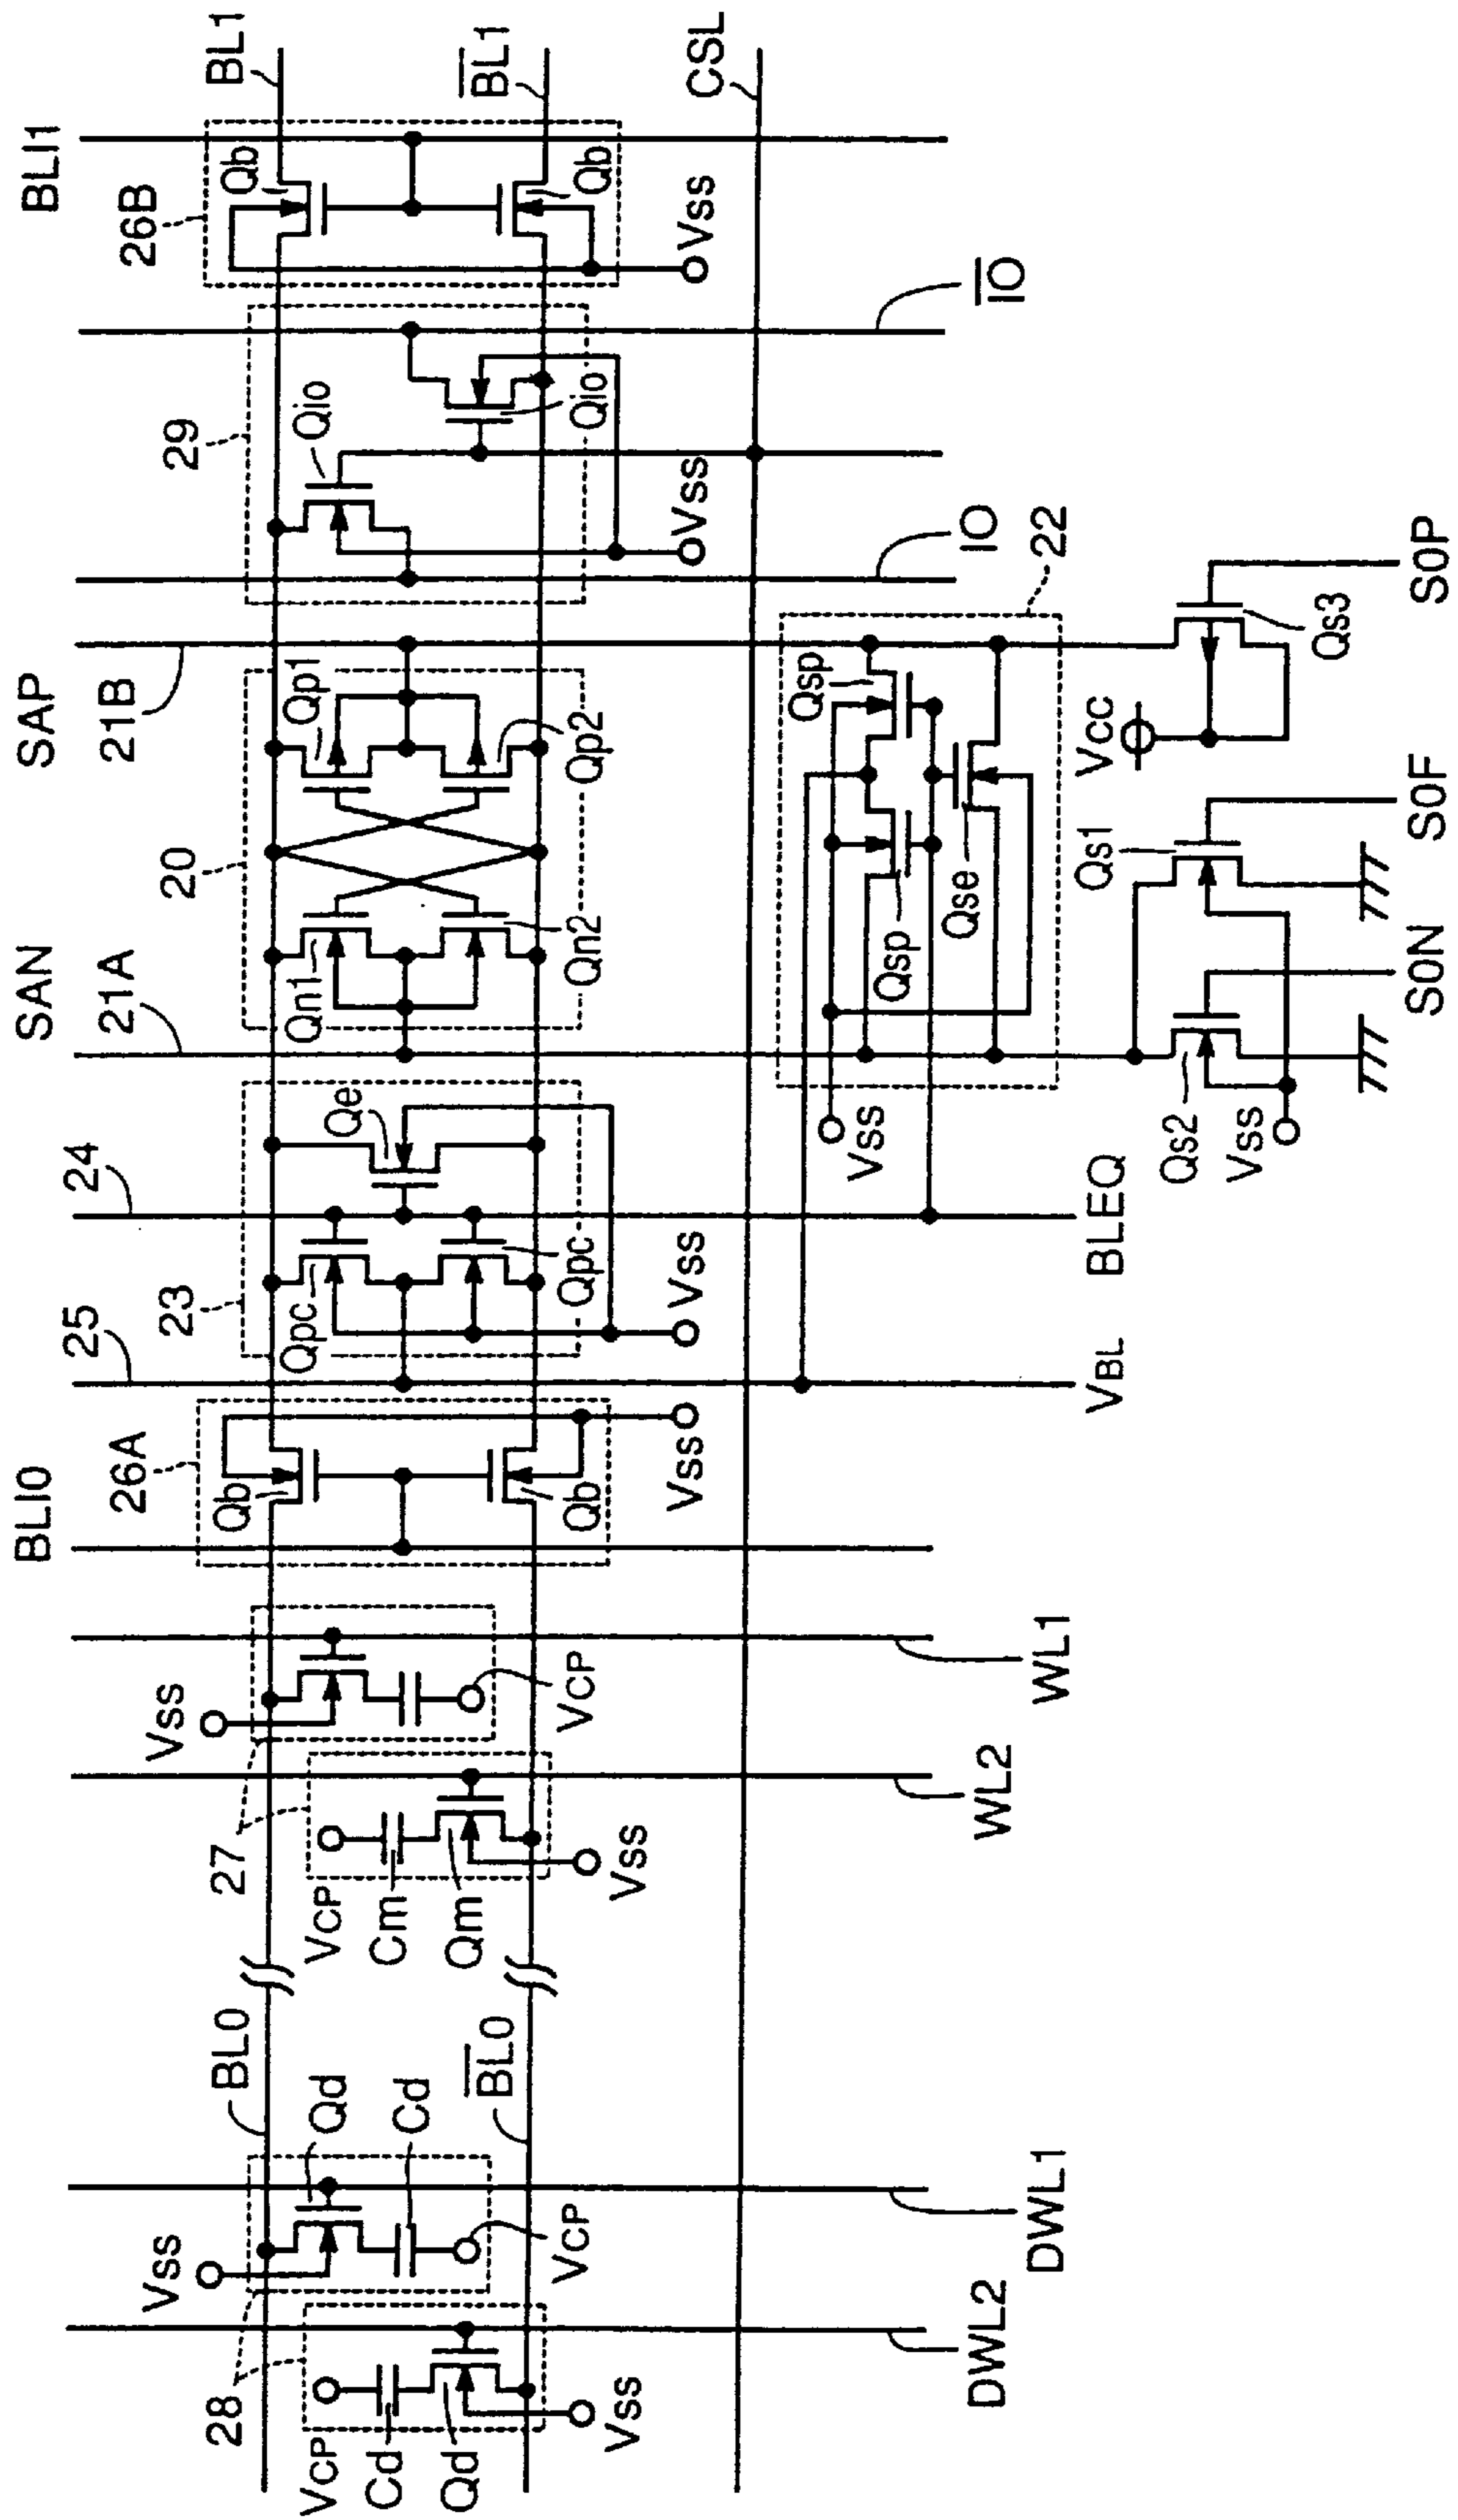 BLI0
SAN
SAP
BLI1
25
24
21A
21B
26A
26B
Vss
Vss
23
20
29
28
BL0
27
Qb
BL1
Qb
Qpc
Qn1
Qp1
Qio
VCP
Qd
VCP
Qe
Cd
Cd
Cm
Qd
BL0
Qm
BL1
VCP
VCP
Qb
Qpc
Qn2
Qp2
Qio
Qb
Vss
Vss
Vss
Vss
Vss
Vss
CSL
Qsp
Vss
Qsp
Qse
DWL2
WL2
IO
IO
DWL1
WL1
22
VBL
BLEQ
Vcc
Qs1
Qs2
Vss
Qs3
SON
SOF
SOP